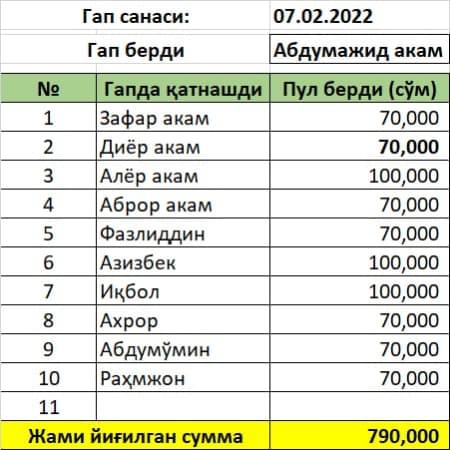 Гап санаси: 07.02.2022
Гап берди Абдумажид акам
№ Гапда қатнашди Пул берди (сўм)
1 Зафар акам 70,000
2 Диёр акам 70,000
3 Алёр акам 100,000
4 Аброр акам 70,000
5 Фазлиддин 70,000
6 Азизбек 100,000
7 Иқбол 100,000
8 Ахрор 70,000
9 Абдумўмин 70,000
10 Раҳмжон 70,000
11
Жами йиғилган сумма 790,000